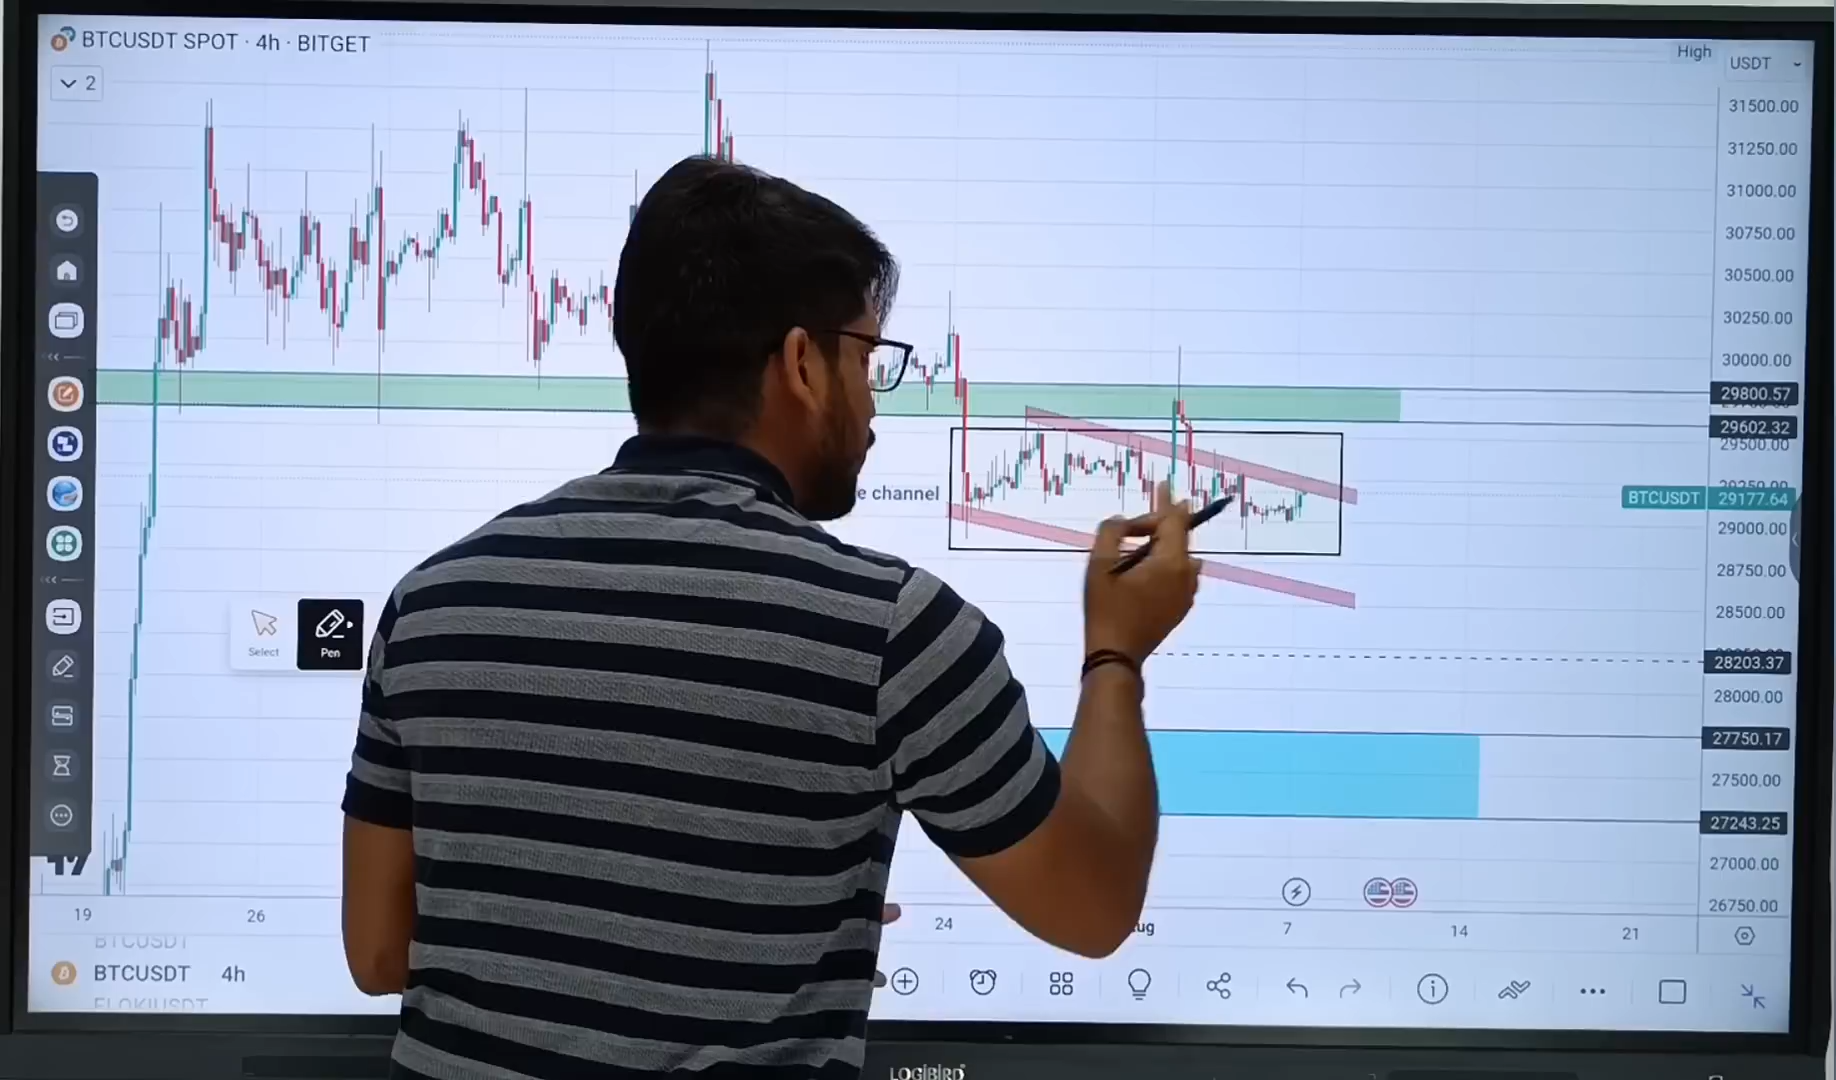 BTCUSDT SPOT · 4h · BITGET
High
USDT
2
31500.00
31250.00
31000.00
30750.00
30500.00
30250.00
30000.00
29800.57
29602.32
29500.00
29250.00
e channel
BTCUSDT 29177.64
29000.00
28750.00
28500.00
Select
Pen
28203.37
28000.00
27750.17
27500.00
27243.25
27000.00
26750.00
19
26
24
ug
7
14
21
BTCUSDT
BTCUSDT 4h
FLOKIUSDT
LOGIBIRD